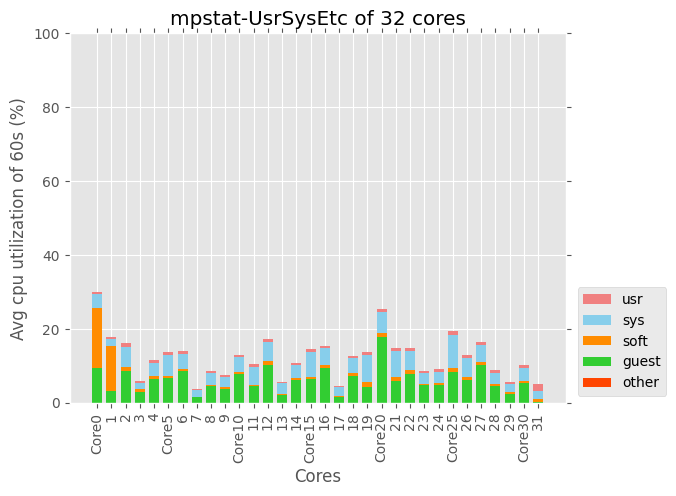 mpstat-UsrSysEtc of 32 cores
Avg cpu utilization of 60s (%)
100
80
60
40
20
0
Core0
1
2
3
4
Core5
6
7
8
9
Core10
11
12
13
14
Core15
16
17
18
19
Core20
21
22
23
24
Core25
26
27
28
29
Core30
31
Cores
usr
sys
soft
guest
other